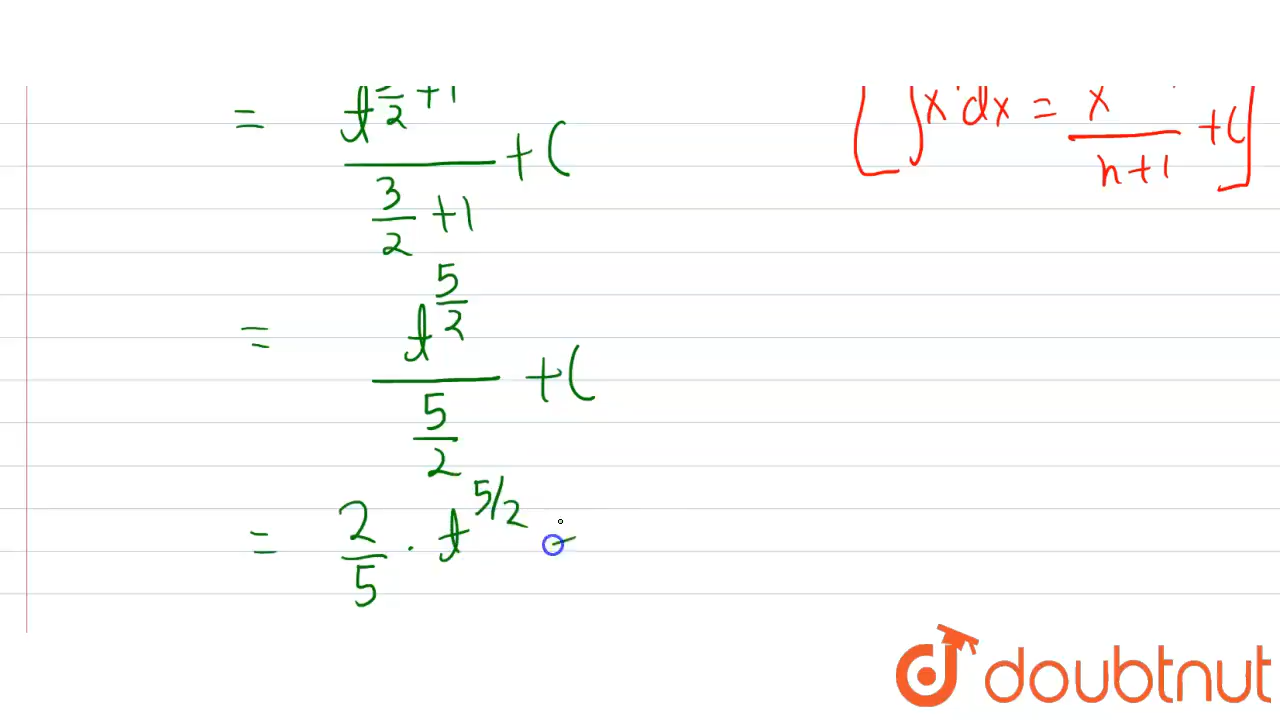 = t^(3/2 + 1) / (3/2 + 1) + C
[∫x^n dx = x^(n+1) / (n+1) + C]
= t^(5/2) / (5/2) + C
= 2/5 · t^(5/2)
doubtnut